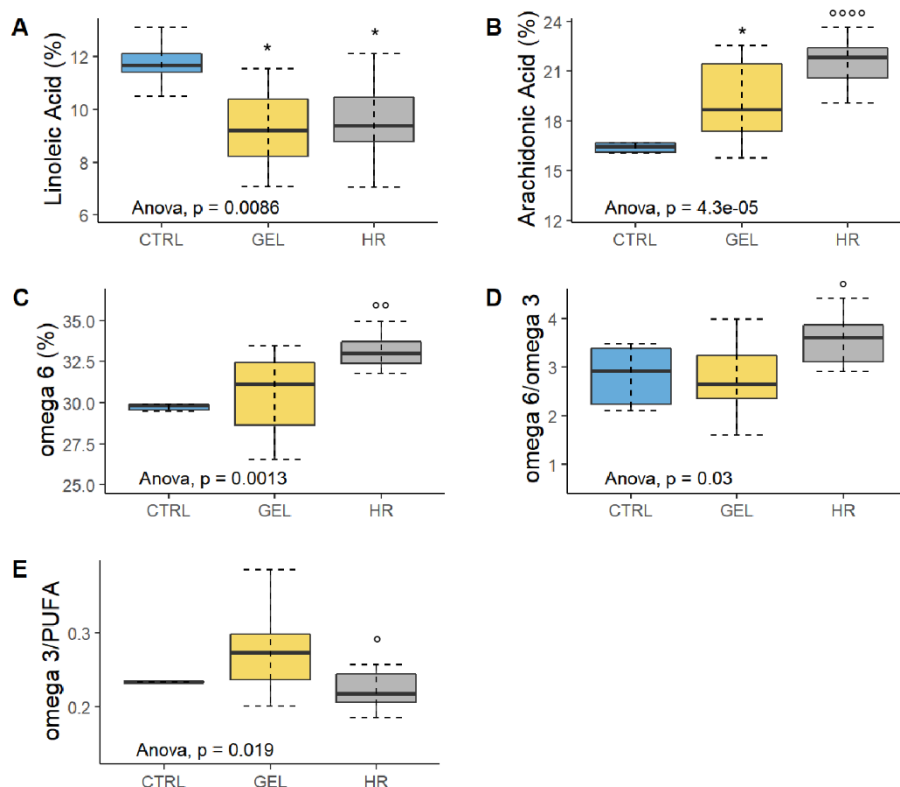 A
Linoleic Acid (%)
12
10
8
6
*
*
Anova, p = 0.0086
CTRL GEL HR
B
Arachidonic Acid (%)
24
21
18
15
12
*
°°°°
Anova, p = 4.3e-05
CTRL GEL HR
C
omega 6 (%)
35.0
32.5
30.0
27.5
25.0
°°
Anova, p = 0.0013
CTRL GEL HR
D
omega 6/omega 3
4
3
2
1
°
Anova, p = 0.03
CTRL GEL HR
E
omega 3/PUFA
0.3
0.2
°
Anova, p = 0.019
CTRL GEL HR